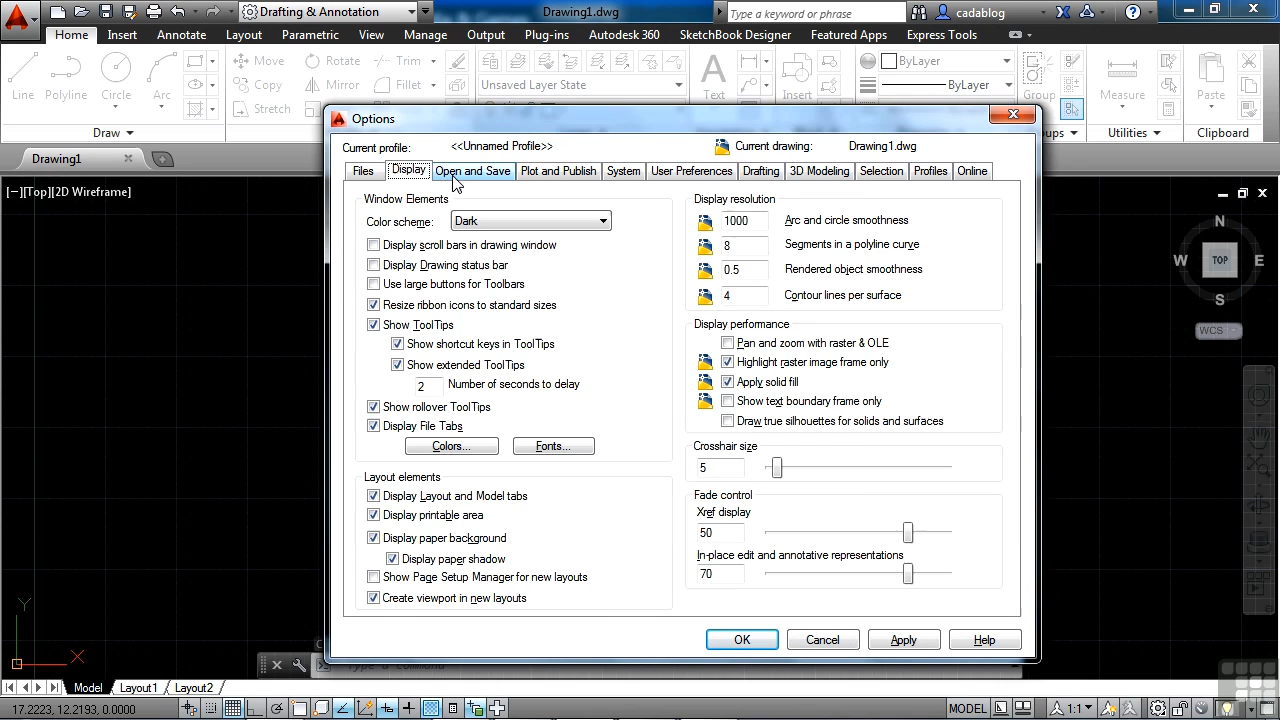 Drafting & Annotation
Drawing1.dwg
Type a keyword or phrase
cadablog
Home Insert Annotate Layout Parametric View Manage Output Plug-ins Autodesk 360 SketchBook Designer Featured Apps Express Tools
Line Polyline Circle Arc
Move Rotate Trim
Copy Mirror Fillet
Stretch
Unsaved Layer State
Text Insert
ByLayer
ByLayer
Group Measure Paste
Draw
Utilities Clipboard
Drawing1
[−][Top][2D Wireframe]
Options
Current profile: <<Unnamed Profile>> Current drawing: Drawing1.dwg
Files Display Open and Save Plot and Publish System User Preferences Drafting 3D Modeling Selection Profiles Online
Window Elements
Color scheme: Dark
Display scroll bars in drawing window
Display Drawing status bar
Use large buttons for Toolbars
Resize ribbon icons to standard sizes
Show ToolTips
Show shortcut keys in ToolTips
Show extended ToolTips
2 Number of seconds to delay
Show rollover ToolTips
Display File Tabs
Colors... Fonts...
Layout elements
Display Layout and Model tabs
Display printable area
Display paper background
Display paper shadow
Show Page Setup Manager for new layouts
Create viewport in new layouts
Display resolution
1000 Arc and circle smoothness
8 Segments in a polyline curve
0.5 Rendered object smoothness
4 Contour lines per surface
Display performance
Pan and zoom with raster & OLE
Highlight raster image frame only
Apply solid fill
Show text boundary frame only
Draw true silhouettes for solids and surfaces
Crosshair size
5
Fade control
Xref display
50
In-place edit and annotative representations
70
OK Cancel Apply Help
N
W TOP E
S
WCS
Y
X
Type a command
Model Layout1 Layout2
17.2223, 12.2193, 0.0000
MODEL
1:1